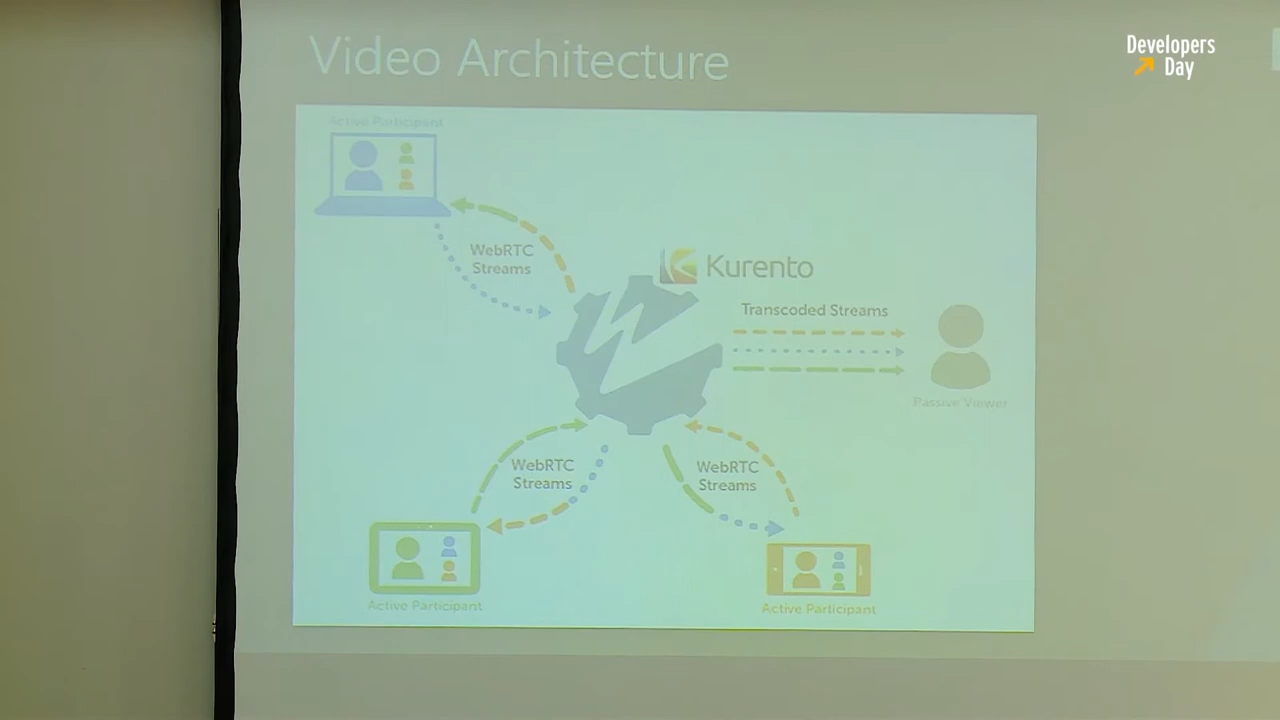 Video Architecture
Developers
Day
Active Participant
WebRTC
Streams
Kurento
Transcoded Streams
Passive Viewer
WebRTC
Streams
WebRTC
Streams
Active Participant
Active Participant